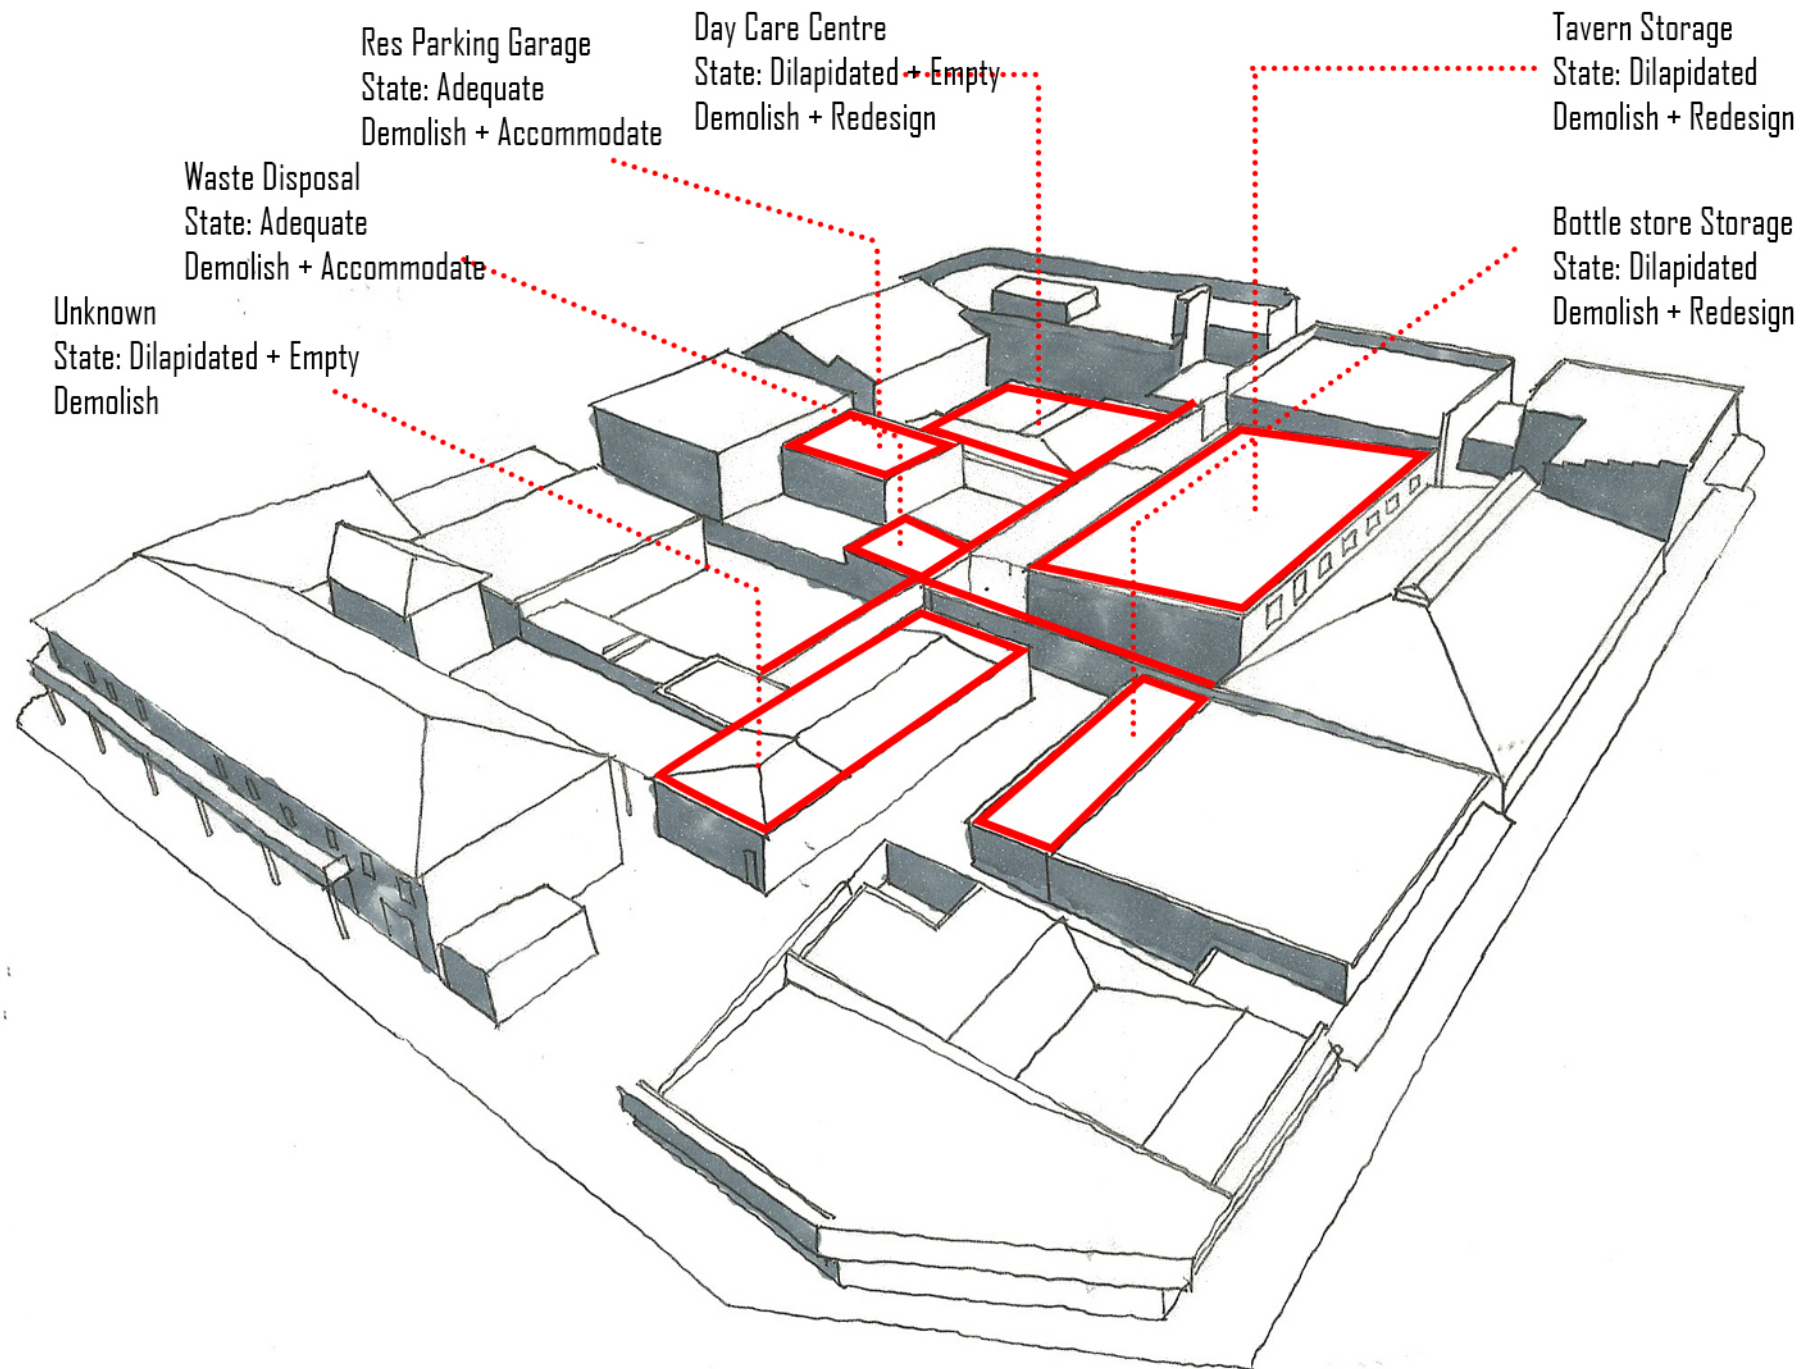 Res Parking Garage
State: Adequate
Demolish + Accommodate
Day Care Centre
State: Dilapidated + Empty
Demolish + Redesign
Tavern Storage
State: Dilapidated
Demolish + Redesign
Waste Disposal
State: Adequate
Demolish + Accommodate
Bottle store Storage
State: Dilapidated
Demolish + Redesign
Unknown
State: Dilapidated + Empty
Demolish